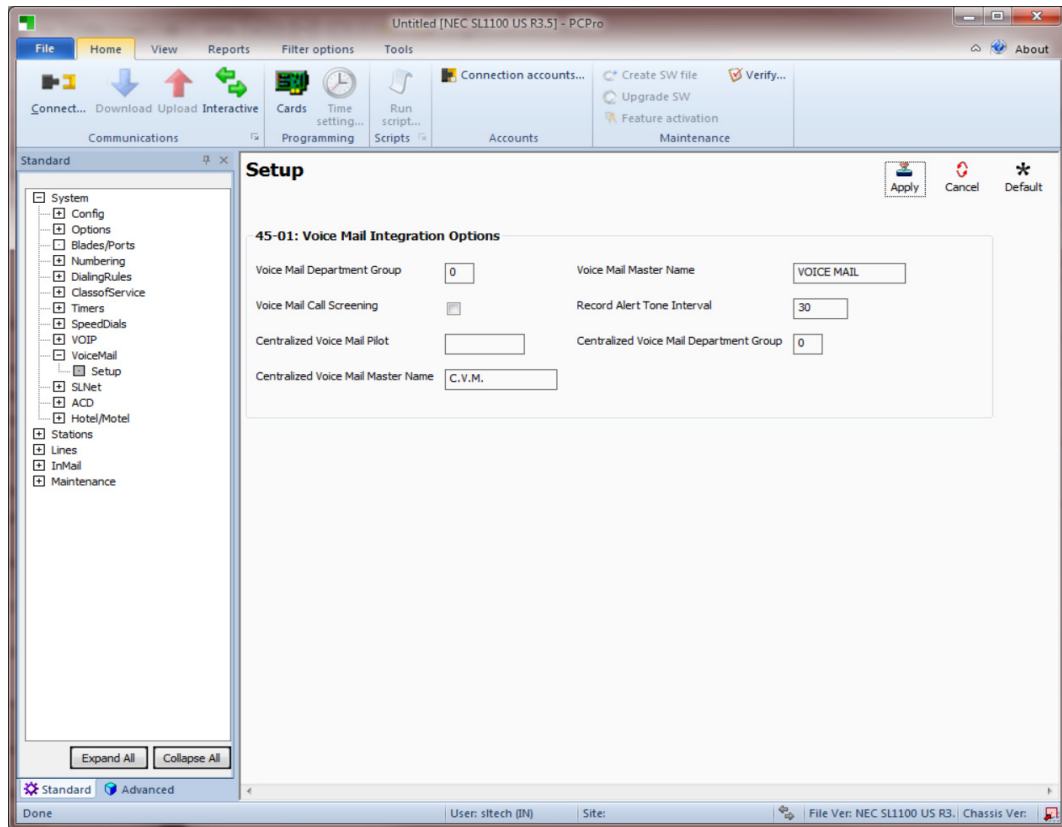 Untitled [NEC SL1100 US R3.5] - PCPro
File Home View Reports Filter options Tools About
Connect... Download Upload Interactive
Communications
Cards Time setting...
Programming
Run script...
Scripts
Connection accounts...
Accounts
Create SW file Verify...
Upgrade SW
Feature activation
Maintenance
Standard
System
Config
Options
Blades/Ports
Numbering
DialingRules
ClassofService
Timers
SpeedDials
VOIP
VoiceMail
Setup
SLNet
ACD
Hotel/Motel
Stations
Lines
InMail
Maintenance
Expand All Collapse All
Standard Advanced
Setup
Apply Cancel Default
45-01: Voice Mail Integration Options
Voice Mail Department Group 0 Voice Mail Master Name VOICE MAIL
Voice Mail Call Screening Record Alert Tone Interval 30
Centralized Voice Mail Pilot Centralized Voice Mail Department Group 0
Centralized Voice Mail Master Name C.V.M.
Done User: sltech (IN) Site: File Ver: NEC SL1100 US R3. Chassis Ver: